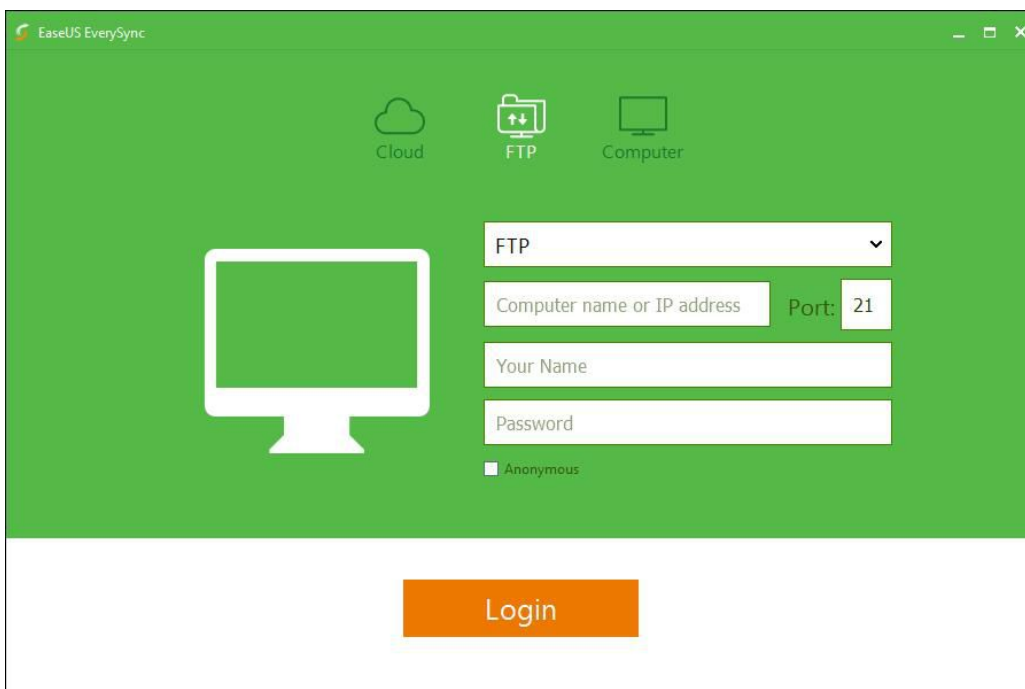 EaseUS EverySync
Cloud FTP Computer
FTP
Computer name or IP address Port: 21
Your Name
Password
Anonymous
Login